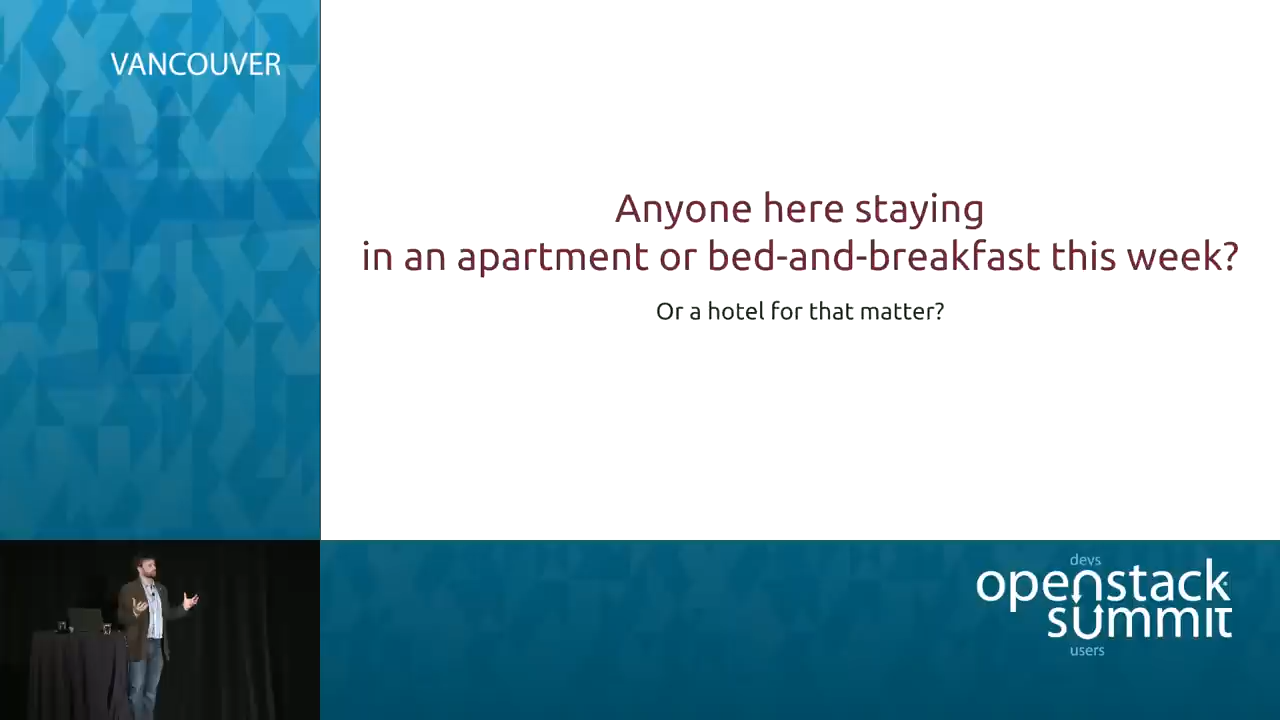 VANCOUVER
Anyone here staying
in an apartment or bed-and-breakfast this week?
Or a hotel for that matter?
devs
openstack
summit
users